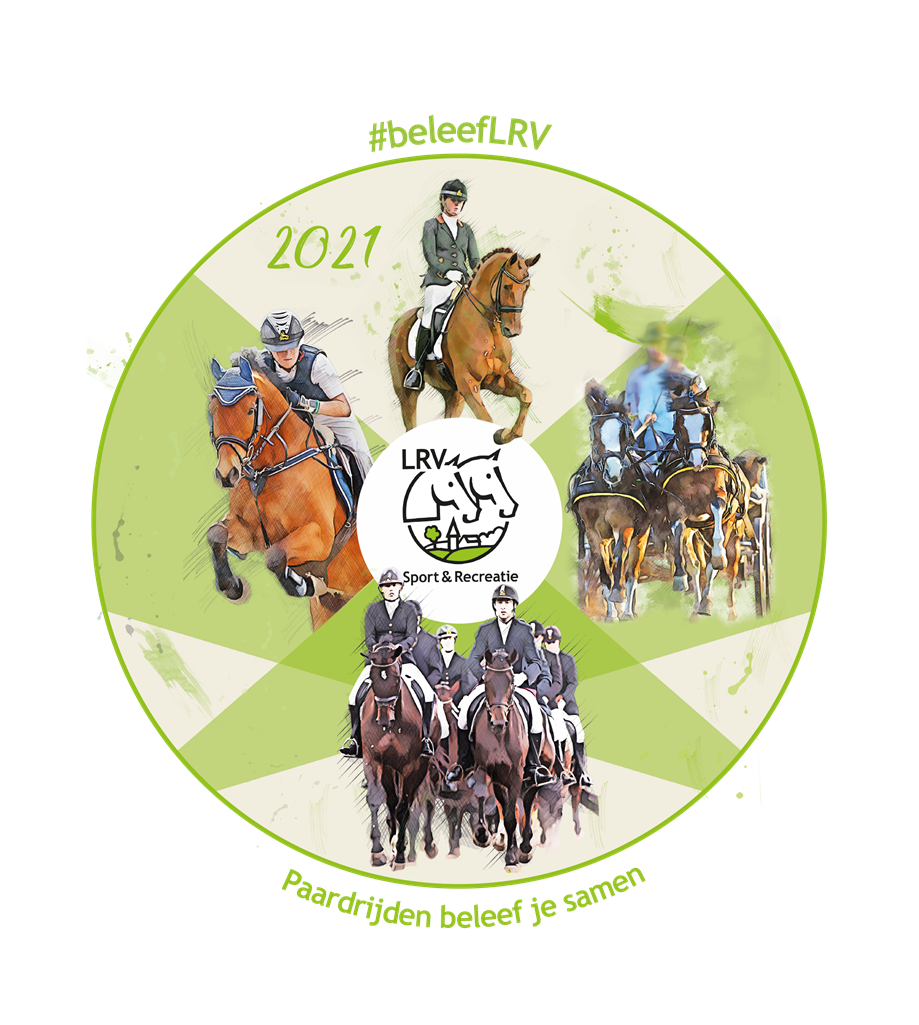 #beleefLRV
2021
LRV
Sport & Recreatie
Paardrijden beleef je samen